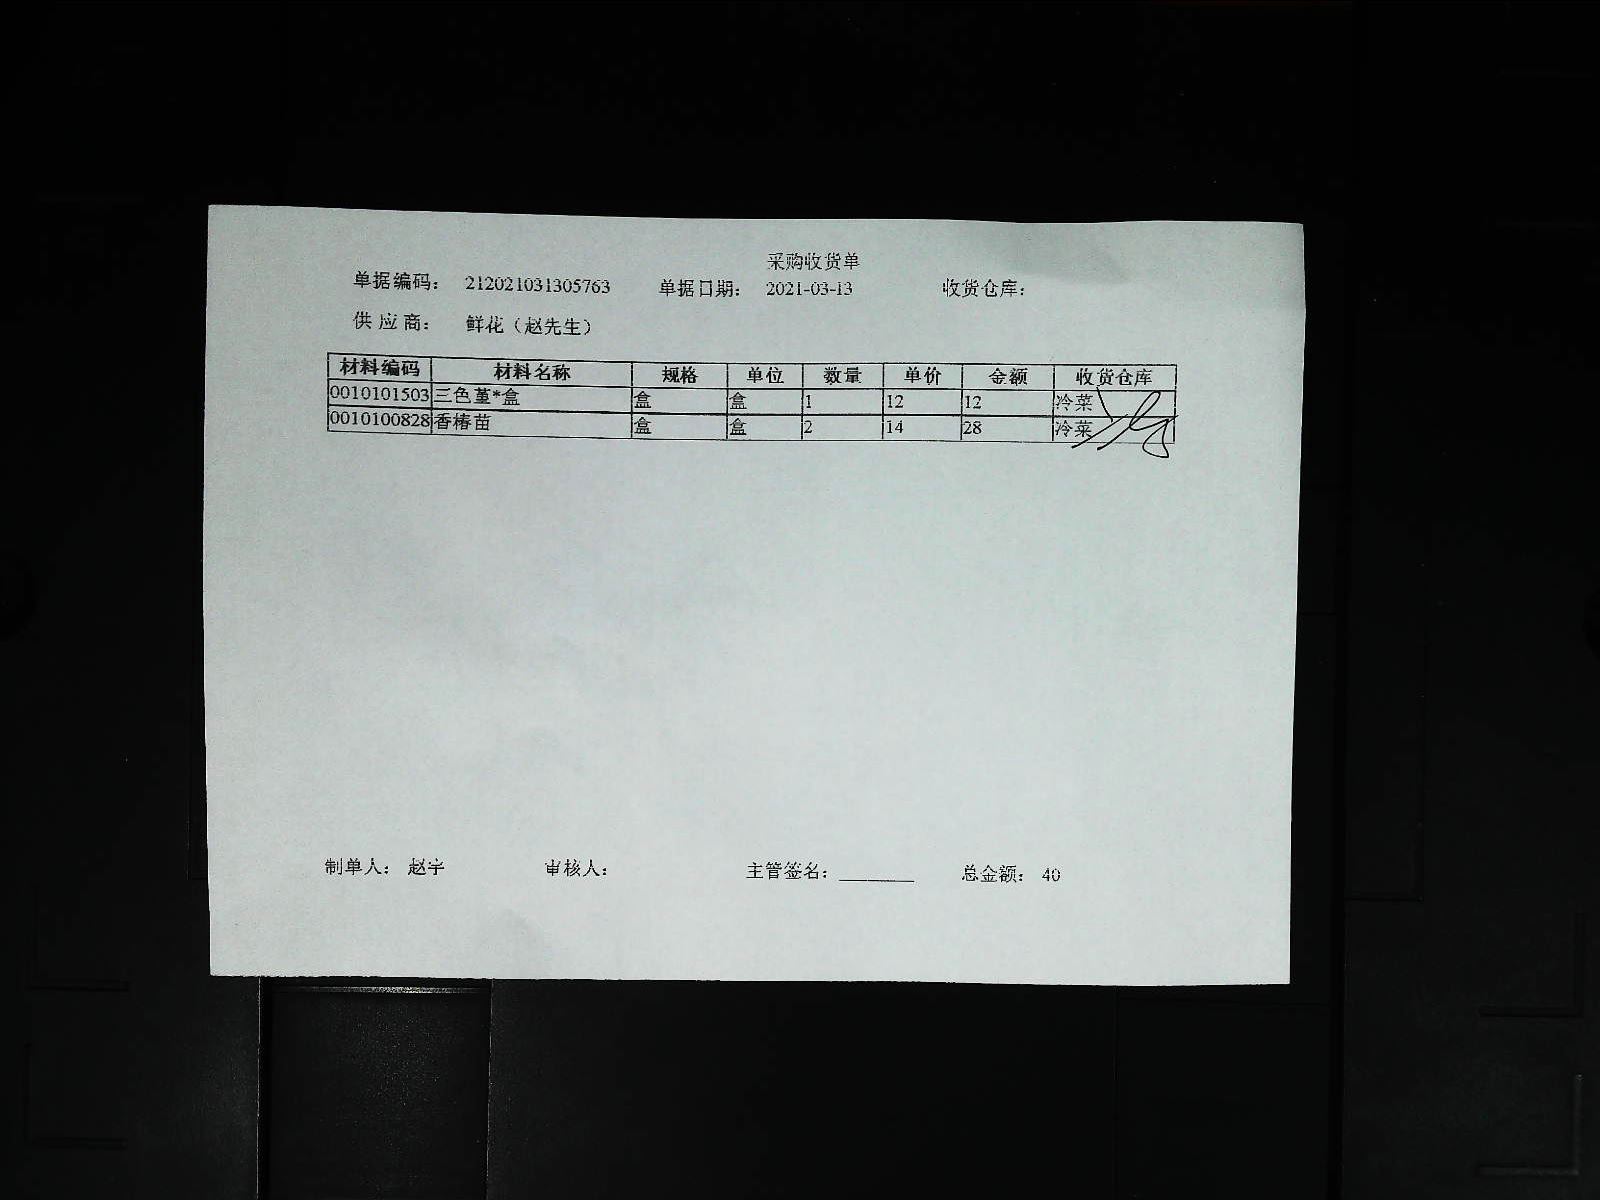 采购收货单
单据编码： 212021031305763 单据日期： 2021-03-13 收货仓库：
供应商： 鲜花（赵先生）
材料编码 材料名称 规格 单位 数量 单价 金额 收货仓库
0010101503 三色堇*盒 盒 盒 1 12 12 冷菜
0010100828 香椿苗 盒 盒 2 14 28 冷菜
制单人： 赵宇 审核人： 主管签名： 总金额： 40